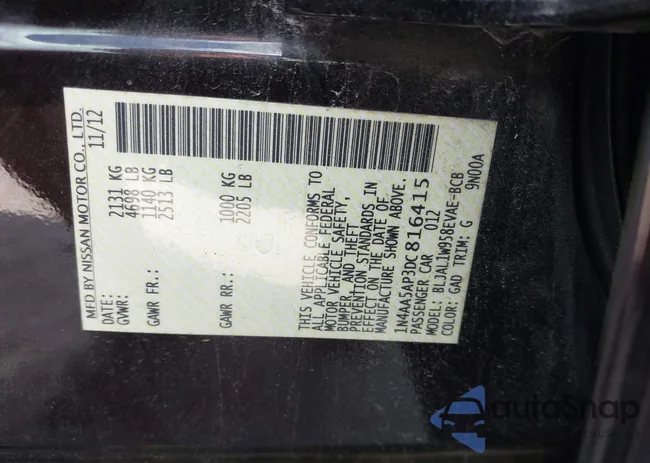 MFD BY NISSAN MOTOR CO., LTD.
DATE: 11/12
GVWR: 2131 KG
4698 LB
GAWR FR.: 1140 KG
2513 LB
GAWR RR.: 1000 KG
2205 LB
THIS VEHICLE CONFORMS TO
ALL APPLICABLE FEDERAL
MOTOR VEHICLE SAFETY,
BUMPER, AND THEFT
PREVENTION STANDARDS IN
EFFECT ON THE DATE OF
MANUFACTURE SHOWN ABOVE.
1N4AA5AP3DC816415
PASSENGER CAR 012
MODEL: BLJAL1W958EVAE-BCB
COLOR: GAD TRIM: G 9N00A
autoSnap